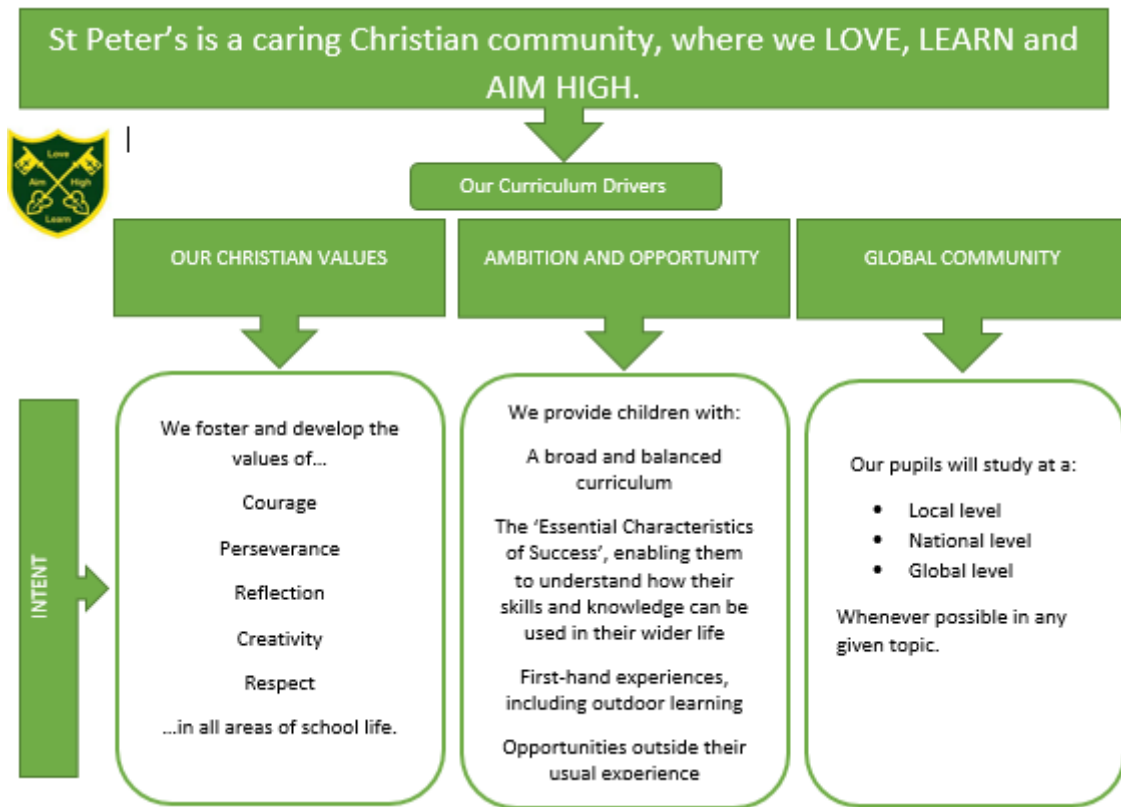 St Peter’s is a caring Christian community, where we LOVE, LEARN and
AIM HIGH.
Love
Aim High
Learn
Our Curriculum Drivers
OUR CHRISTIAN VALUES
AMBITION AND OPPORTUNITY
GLOBAL COMMUNITY
INTENT
We foster and develop the
values of…
Courage
Perseverance
Reflection
Creativity
Respect
…in all areas of school life.
We provide children with:
A broad and balanced
curriculum
The ‘Essential Characteristics
of Success’, enabling them
to understand how their
skills and knowledge can be
used in their wider life
First-hand experiences,
including outdoor learning
Opportunities outside their
usual experience
Our pupils will study at a:
• Local level
• National level
• Global level
Whenever possible in any
given topic.